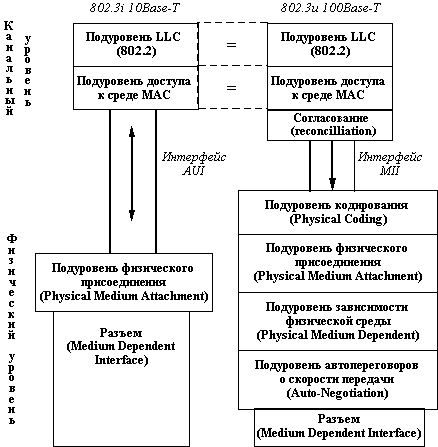 802.3i 10Base-T
802.3u 100Base-T
Канальный
уровень
Подуровень LLC
(802.2)
=
Подуровень LLC
(802.2)
Подуровень доступа
к среде MAC
=
Подуровень доступа
к среде MAC
Согласование
(reconcilliation)
Интерфейс
AUI
Интерфейс
MII
Физический уровень
Подуровень кодирования
(Physical Coding)
Подуровень физического
присоединения
(Physical Medium Attachment)
Подуровень физического
присоединения
(Physical Medium Attachment)
Разъем
(Medium Dependent
Interface)
Подуровень зависимости
физической среды
(Physical Medium Dependent)
Подуровень автопереговоров
о скорости передачи
(Auto-Negotiation)
Разъем
(Medium Dependent Interface)